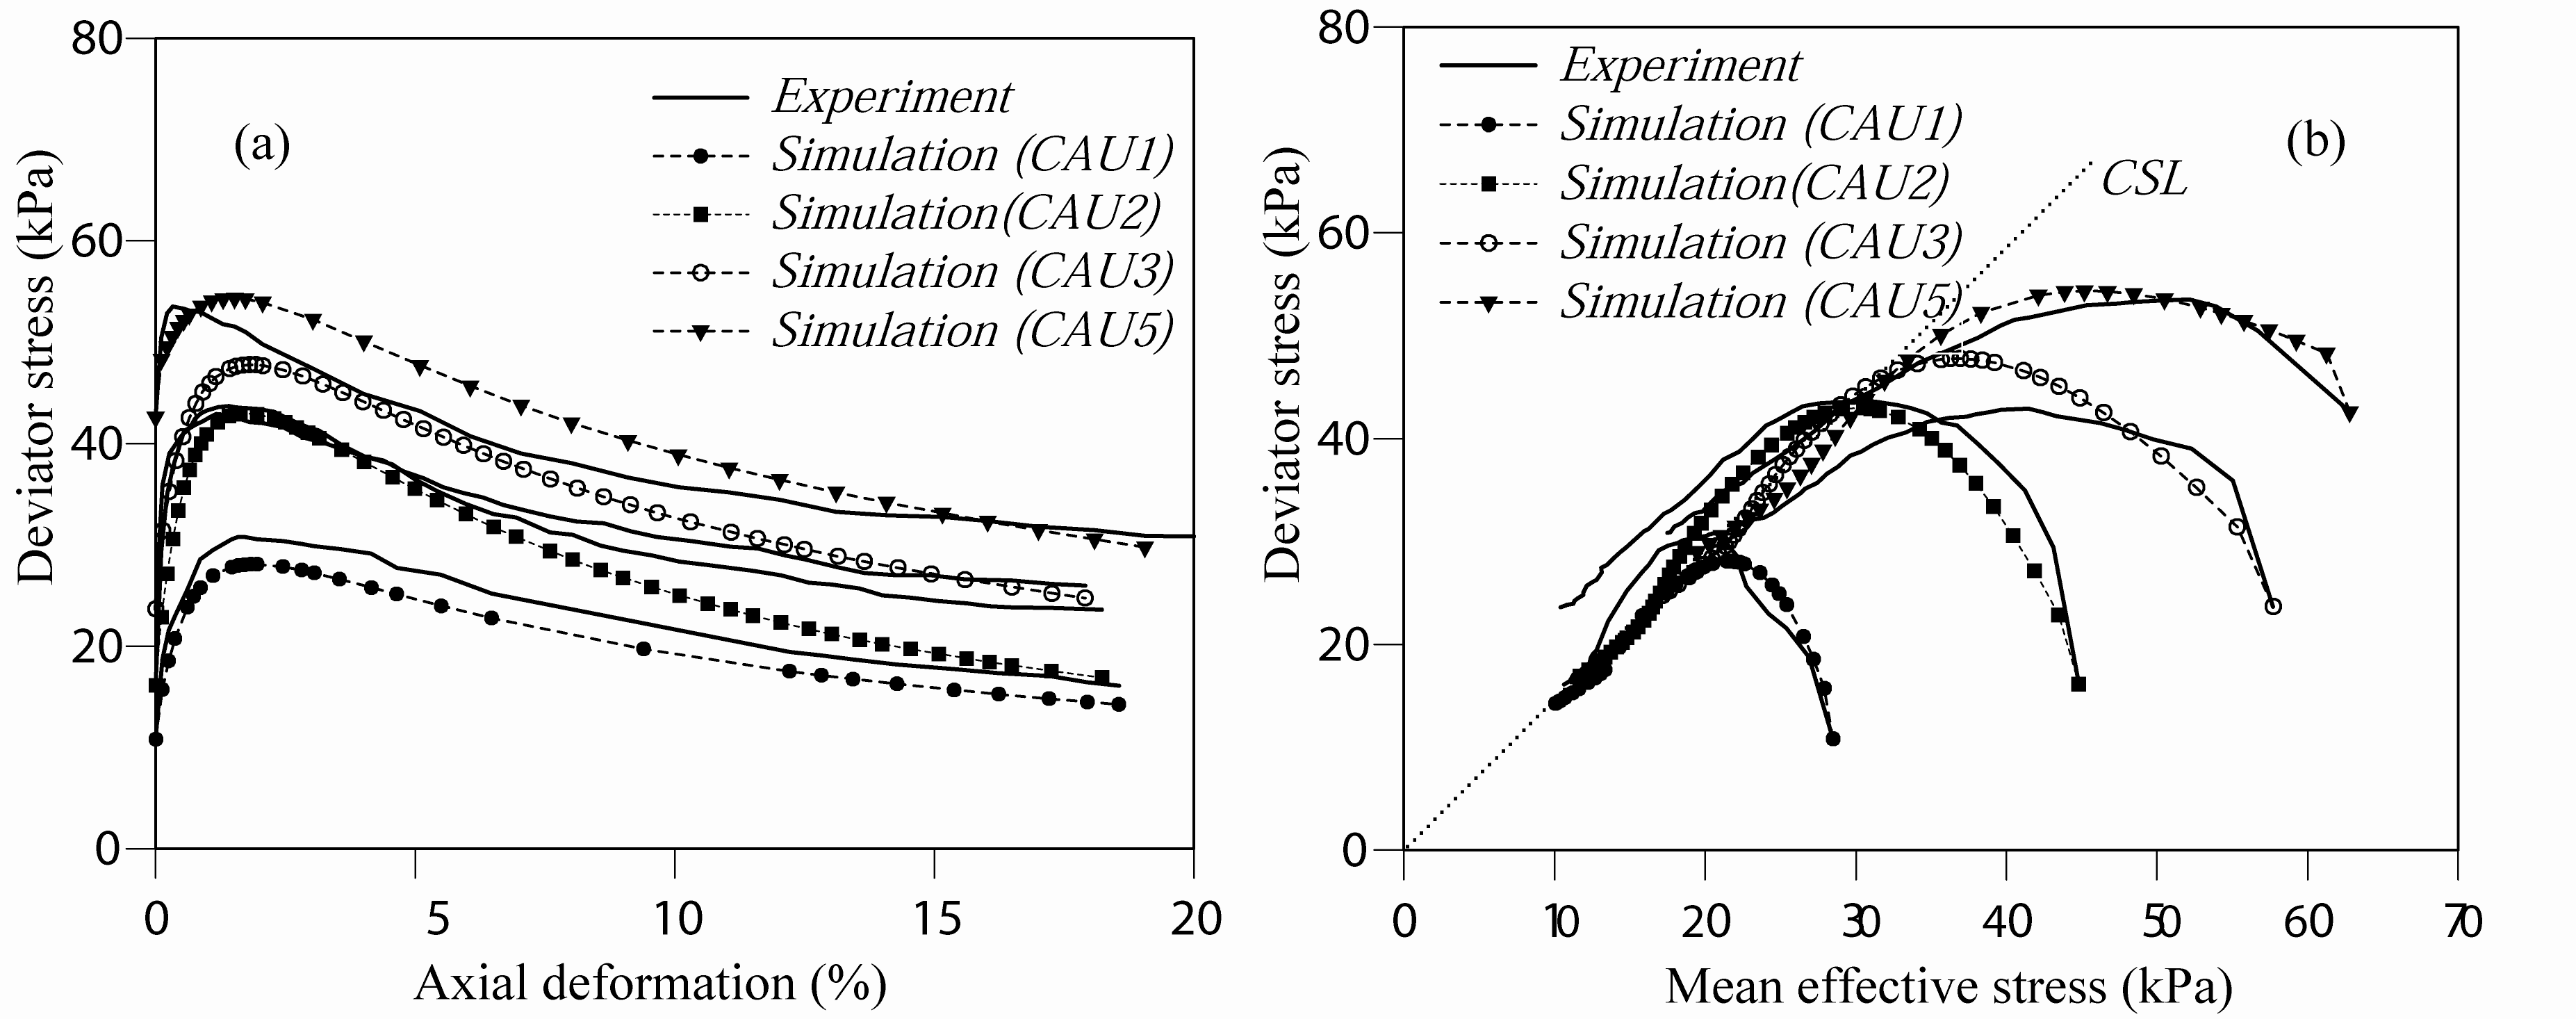 (a)
Experiment
Simulation (CAU1)
Simulation(CAU2)
Simulation (CAU3)
Simulation (CAU5)
Deviator stress (kPa)
80
60
40
20
0
0 5 10 15 20
Axial deformation (%)
(b)
Experiment
Simulation (CAU1)
Simulation(CAU2)
Simulation (CAU3)
Simulation (CAU5)
CSL
Deviator stress (kPa)
80
60
40
20
0
0 10 20 30 40 50 60 70
Mean effective stress (kPa)